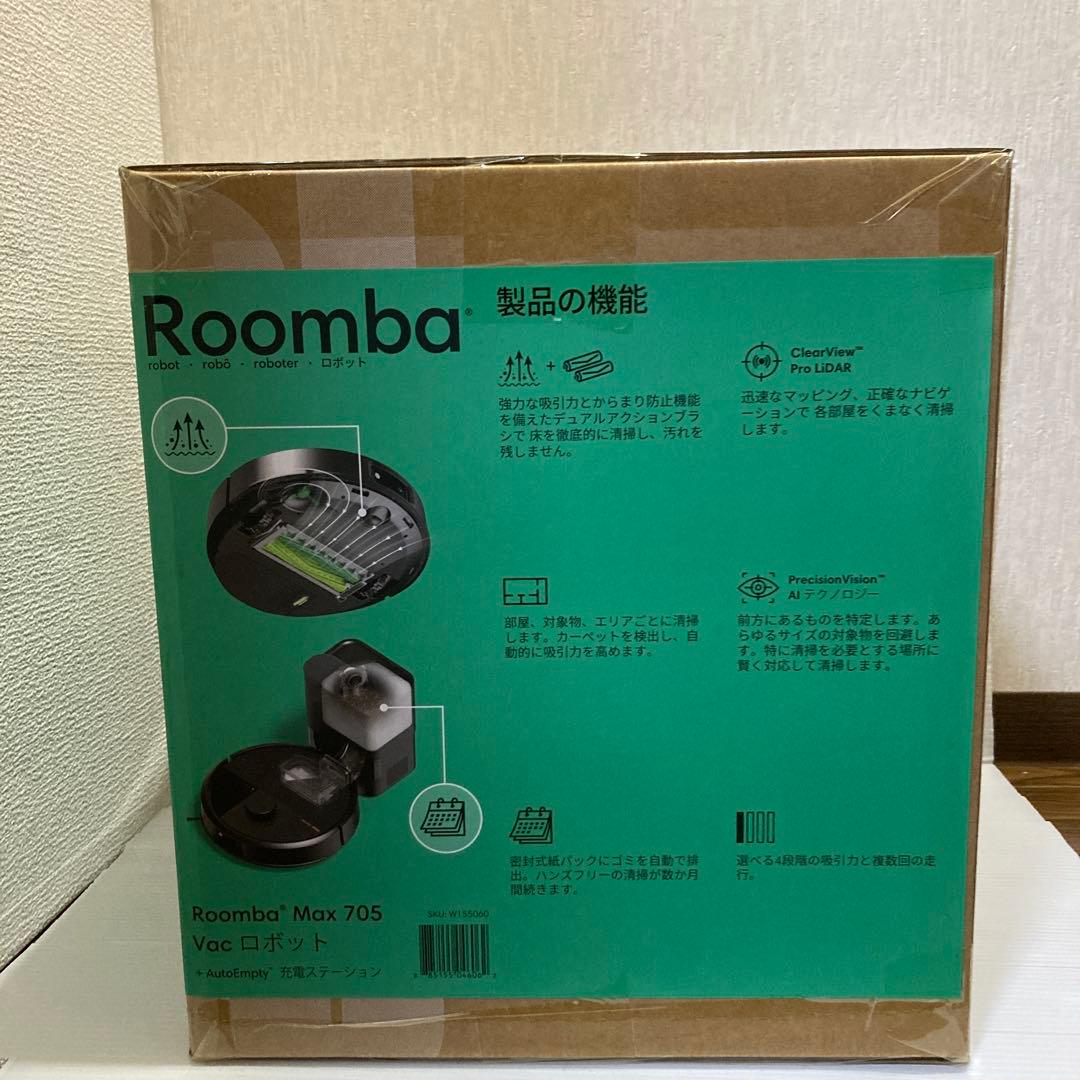 Roomba®
robot · robô · roboter · ロボット
製品の機能
+
強力な吸引力とからまり防止機能
を備えたデュアルアクションブラ
シで 床を徹底的に清掃し、汚れを
残しません。
ClearView™
Pro LiDAR
迅速なマッピング、正確なナビゲ
ーションで 各部屋をくまなく清掃
します。
部屋、対象物、エリアごとに清掃
します。カーペットを検出し、自
動的に吸引力を高めます。
PrecisionVision™
AI テクノロジー
前方にあるものを特定します。あ
らゆるサイズの対象物を回避しま
す。特に清掃を必要とする場所に
賢く対応して清掃します。
密封式紙パックにゴミを自動で排
出。ハンズフリーの清掃が数か月
間続きます。
選べる4段階の吸引力と複数回の走
行。
Roomba® Max 705
Vac ロボット
+ AutoEmpty™ 充電ステーション
SKU: W155060